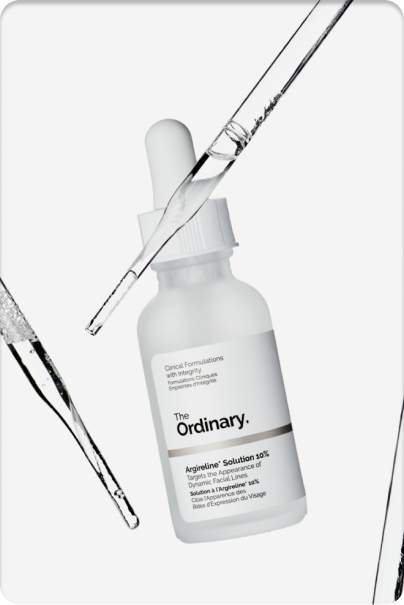 Clinical Formulations
with Integrity.
Formulations Cliniques
Empreintes d'Intégrité.
The
Ordinary.
Argireline® Solution 10%
Targets the Appearance of
Dynamic Facial Lines
Solution à l'Argireline® 10%
Cible l'Apparence des
Rides d'Expression du Visage